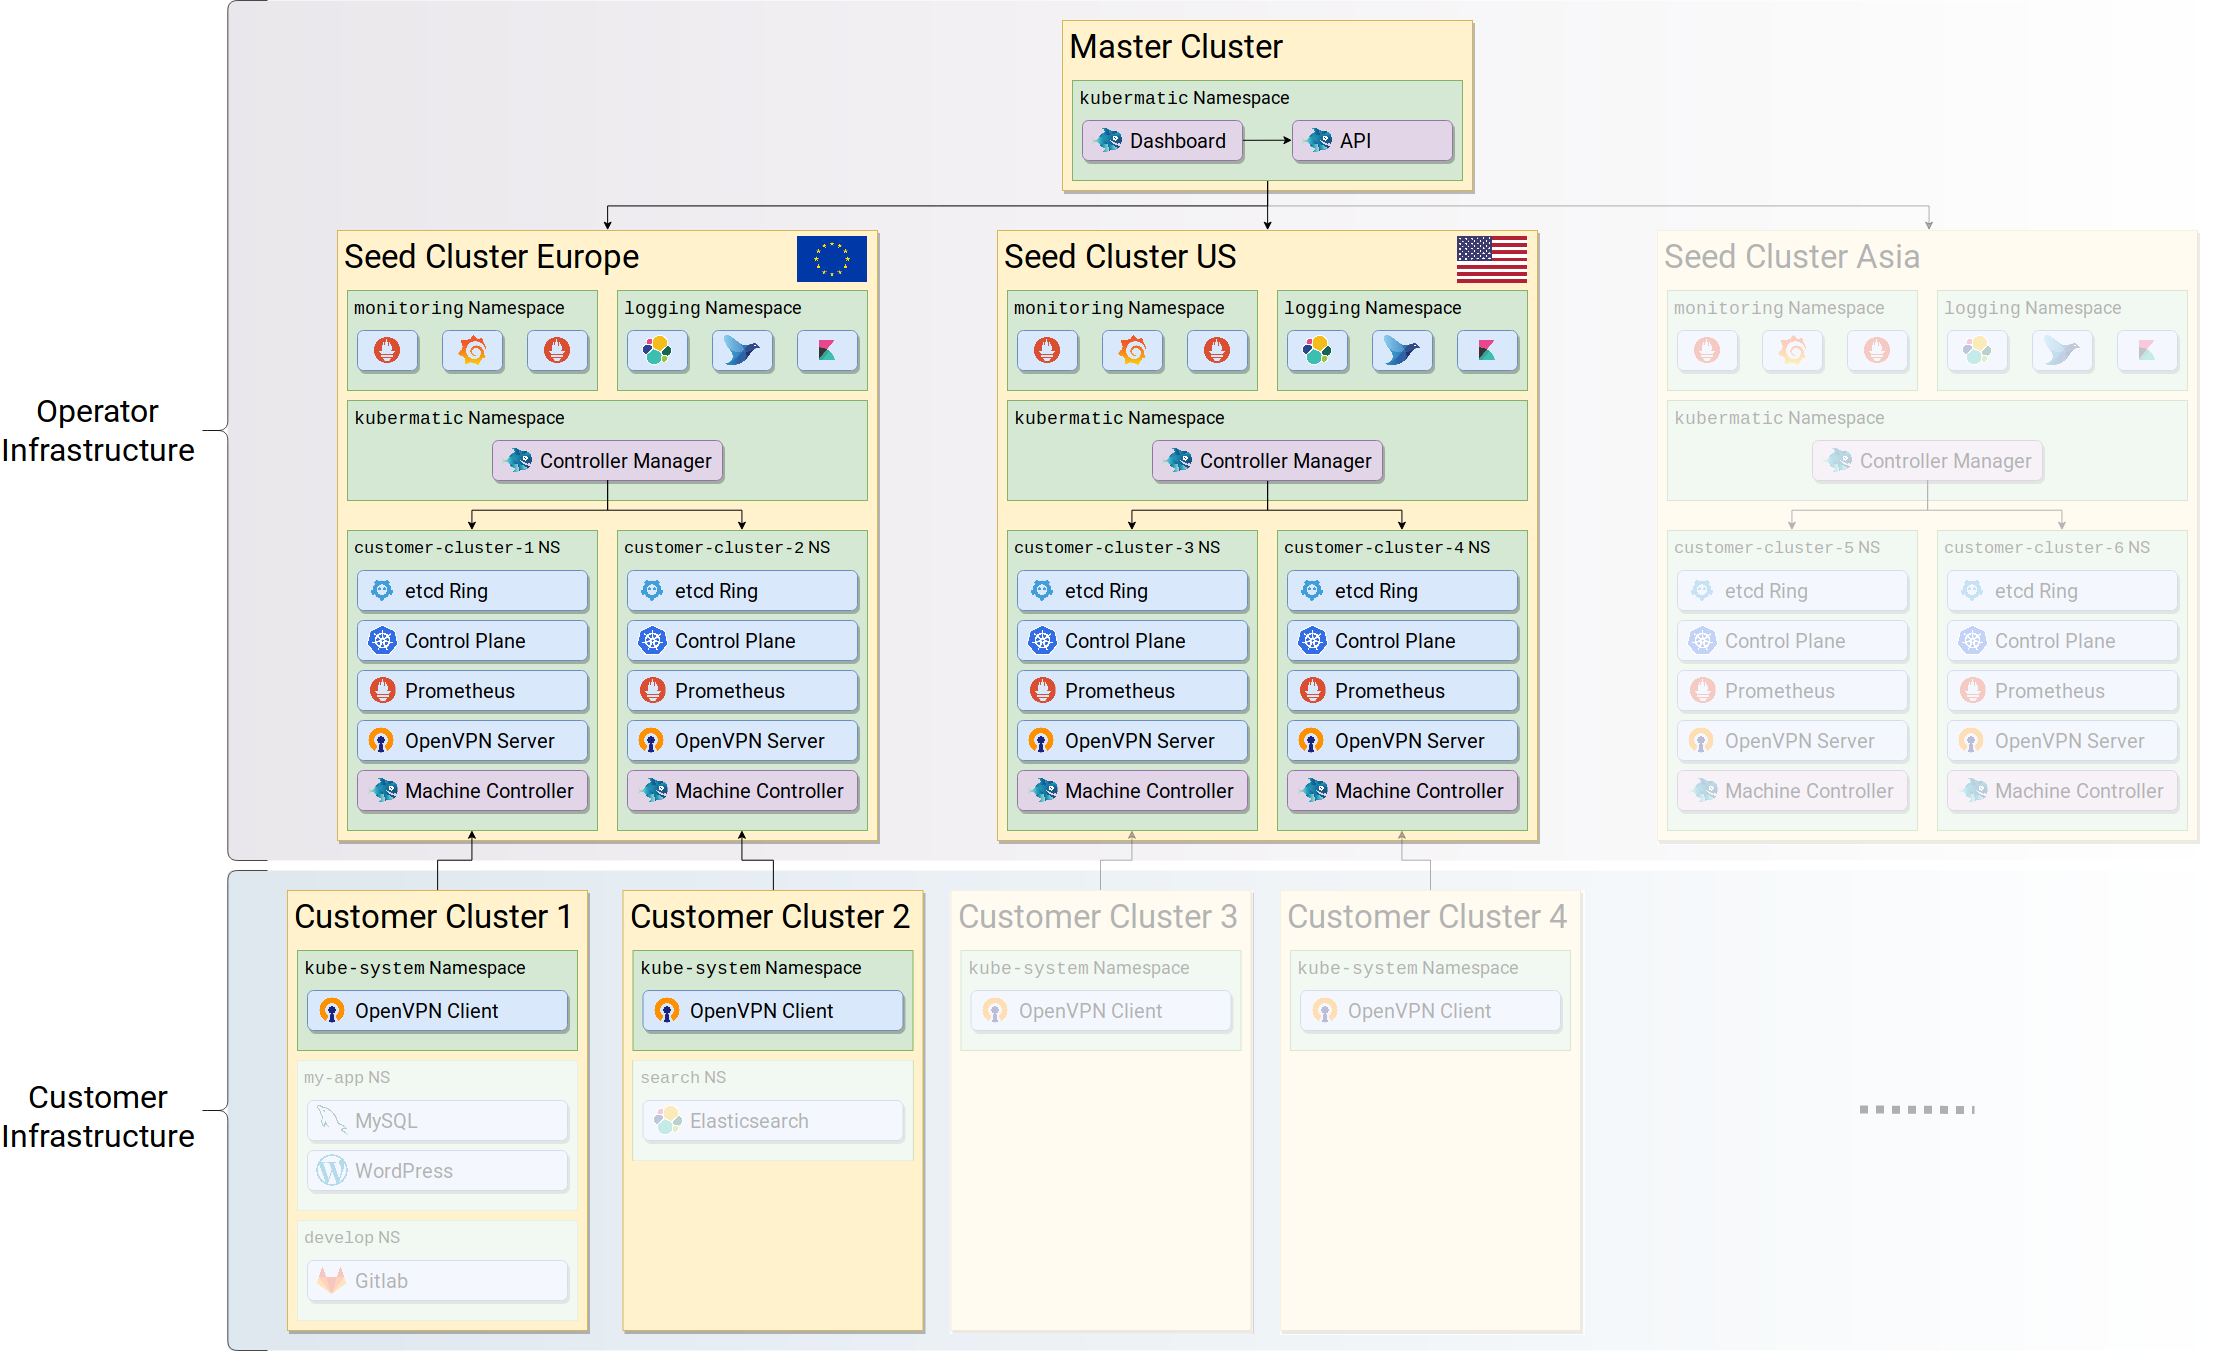 Master Cluster
kubermatic Namespace
Dashboard
API
Operator
Infrastructure
Seed Cluster Europe
monitoring Namespace
logging Namespace
kubermatic Namespace
Controller Manager
customer-cluster-1 NS
etcd Ring
Control Plane
Prometheus
OpenVPN Server
Machine Controller
customer-cluster-2 NS
etcd Ring
Control Plane
Prometheus
OpenVPN Server
Machine Controller
Seed Cluster US
monitoring Namespace
logging Namespace
kubermatic Namespace
Controller Manager
customer-cluster-3 NS
etcd Ring
Control Plane
Prometheus
OpenVPN Server
Machine Controller
customer-cluster-4 NS
etcd Ring
Control Plane
Prometheus
OpenVPN Server
Machine Controller
Seed Cluster Asia
monitoring Namespace
logging Namespace
kubermatic Namespace
Controller Manager
customer-cluster-5 NS
etcd Ring
Control Plane
Prometheus
OpenVPN Server
Machine Controller
customer-cluster-6 NS
etcd Ring
Control Plane
Prometheus
OpenVPN Server
Machine Controller
Customer
Infrastructure
Customer Cluster 1
kube-system Namespace
OpenVPN Client
my-app NS
MySQL
WordPress
develop NS
Gitlab
Customer Cluster 2
kube-system Namespace
OpenVPN Client
search NS
Elasticsearch
Customer Cluster 3
kube-system Namespace
OpenVPN Client
Customer Cluster 4
kube-system Namespace
OpenVPN Client